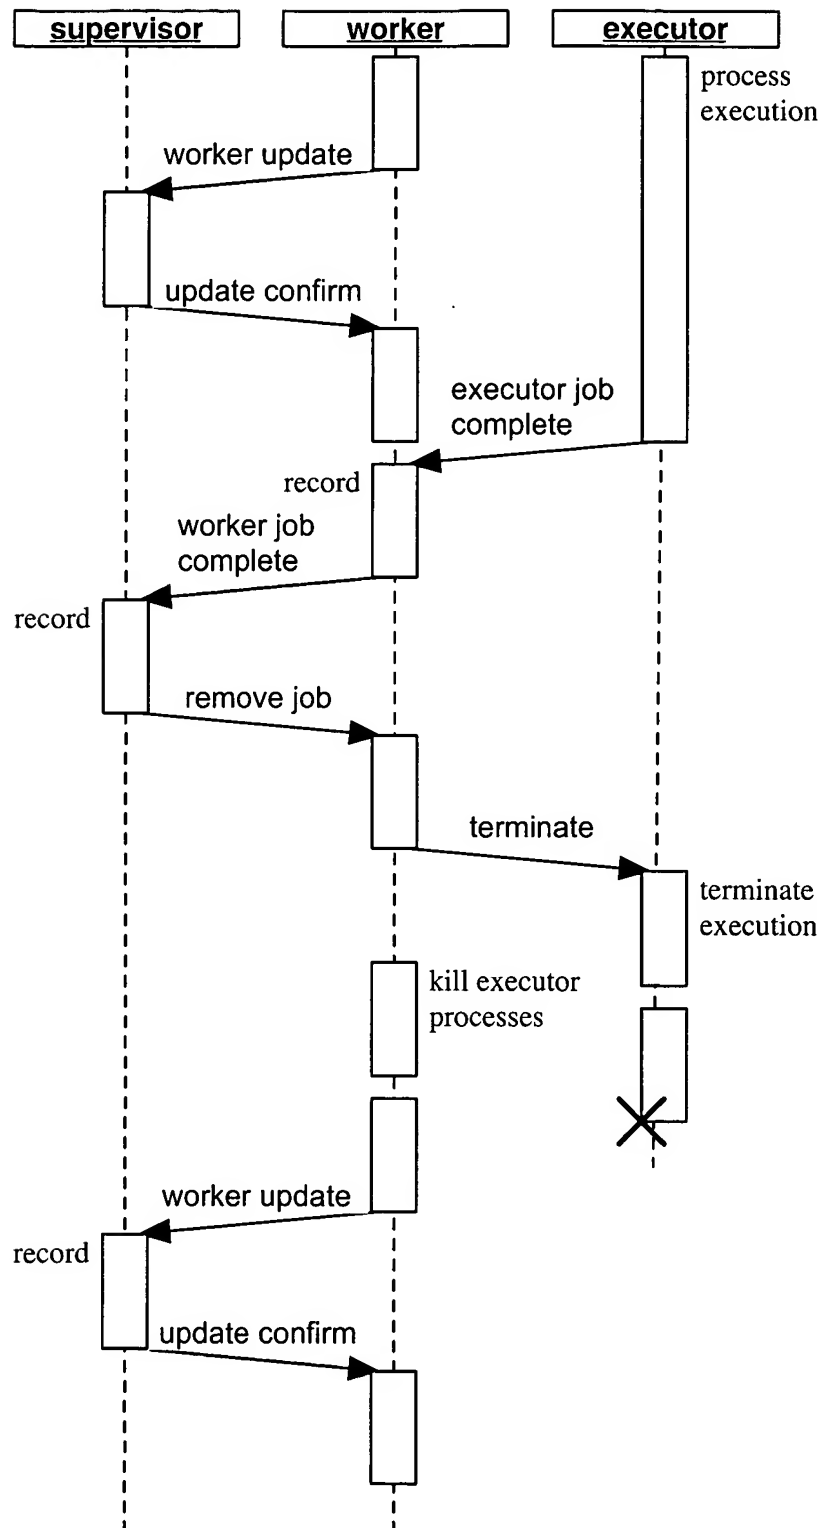 supervisor
worker
executor
process
execution
worker update
update confirm
executor job
complete
record
worker job
complete
record
remove job
terminate
terminate
execution
kill executor
processes
worker update
record
update confirm